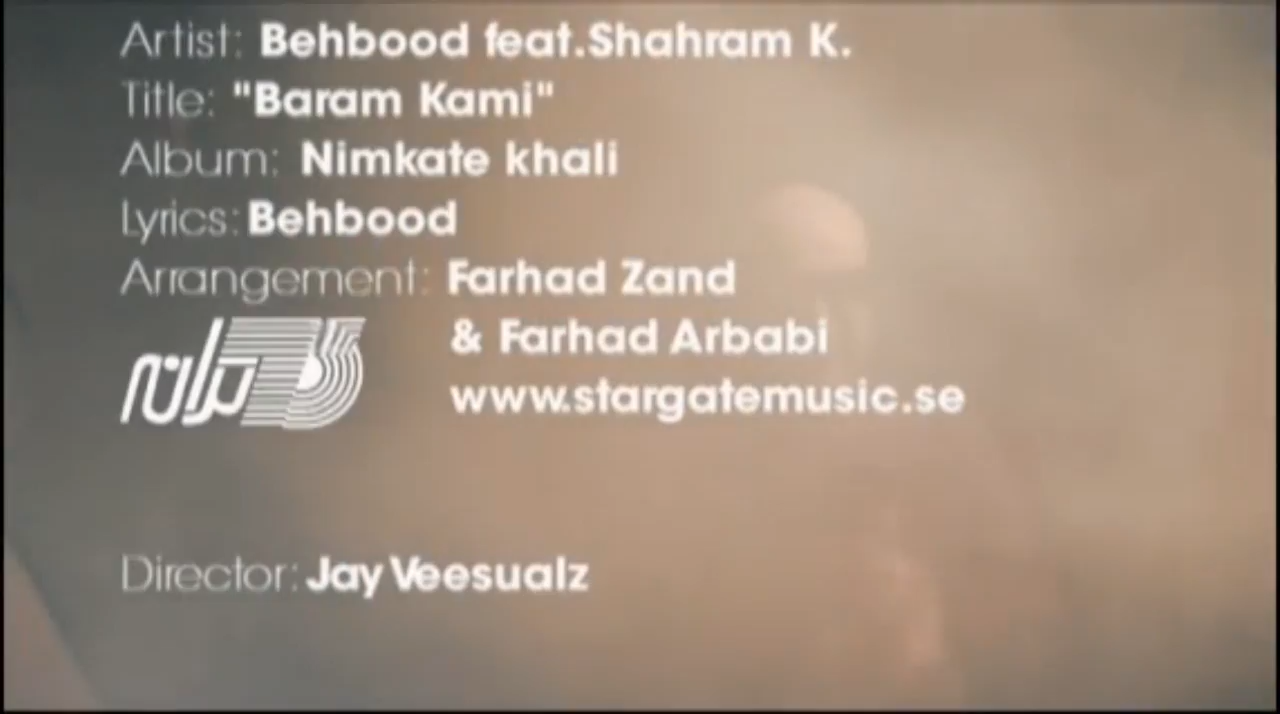 Artist: Behbood feat.Shahram K.
Title: "Baram Kami"
Album: Nimkate khali
Lyrics: Behbood
Arrangement: Farhad Zand
& Farhad Arbabi
ترانه
www.stargatemusic.se
Director: Jay Veesualz